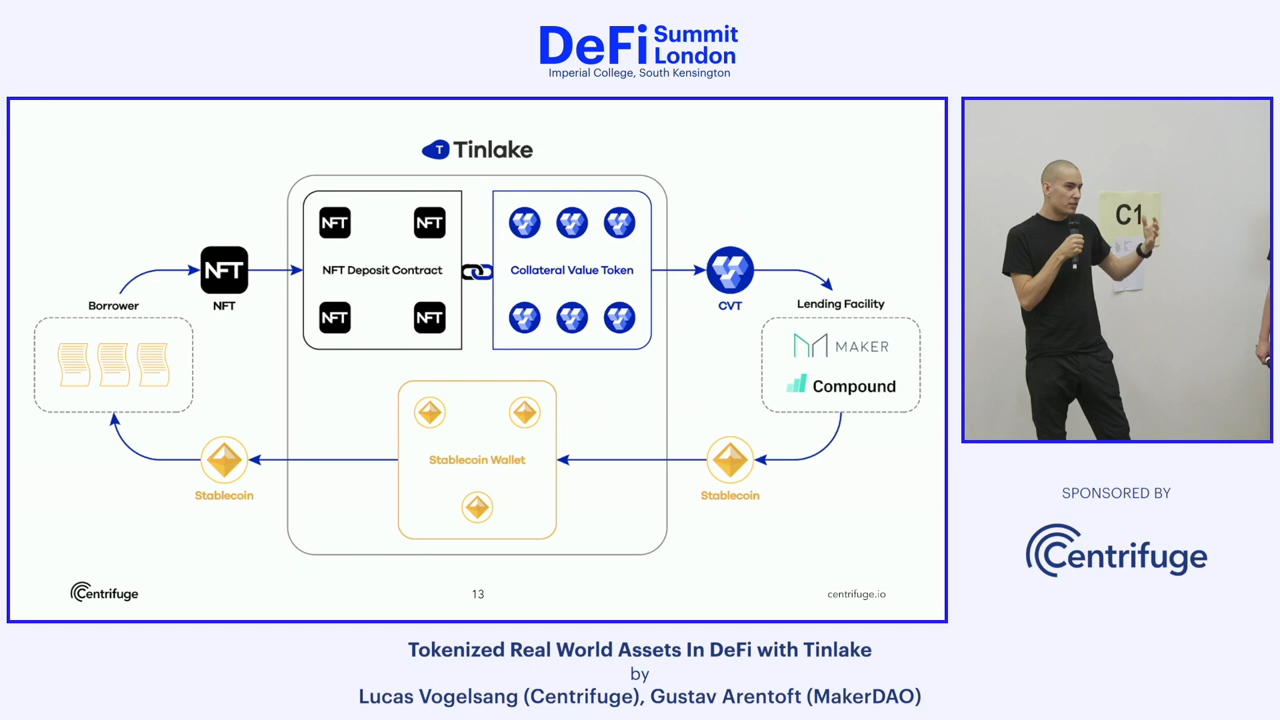 DeFi Summit
London
Imperial College, South Kensington
Tinlake
NFT
NFT
NFT Deposit Contract
NFT
NFT
Collateral Value Token
NFT
NFT
CVT
Borrower
Lending Facility
MAKER
Compound
Stablecoin
Stablecoin Wallet
Stablecoin
Centrifuge
13
centrifuge.io
C1
SPONSORED BY
Centrifuge
Tokenized Real World Assets In DeFi with Tinlake
by
Lucas Vogelsang (Centrifuge), Gustav Arentoft (MakerDAO)